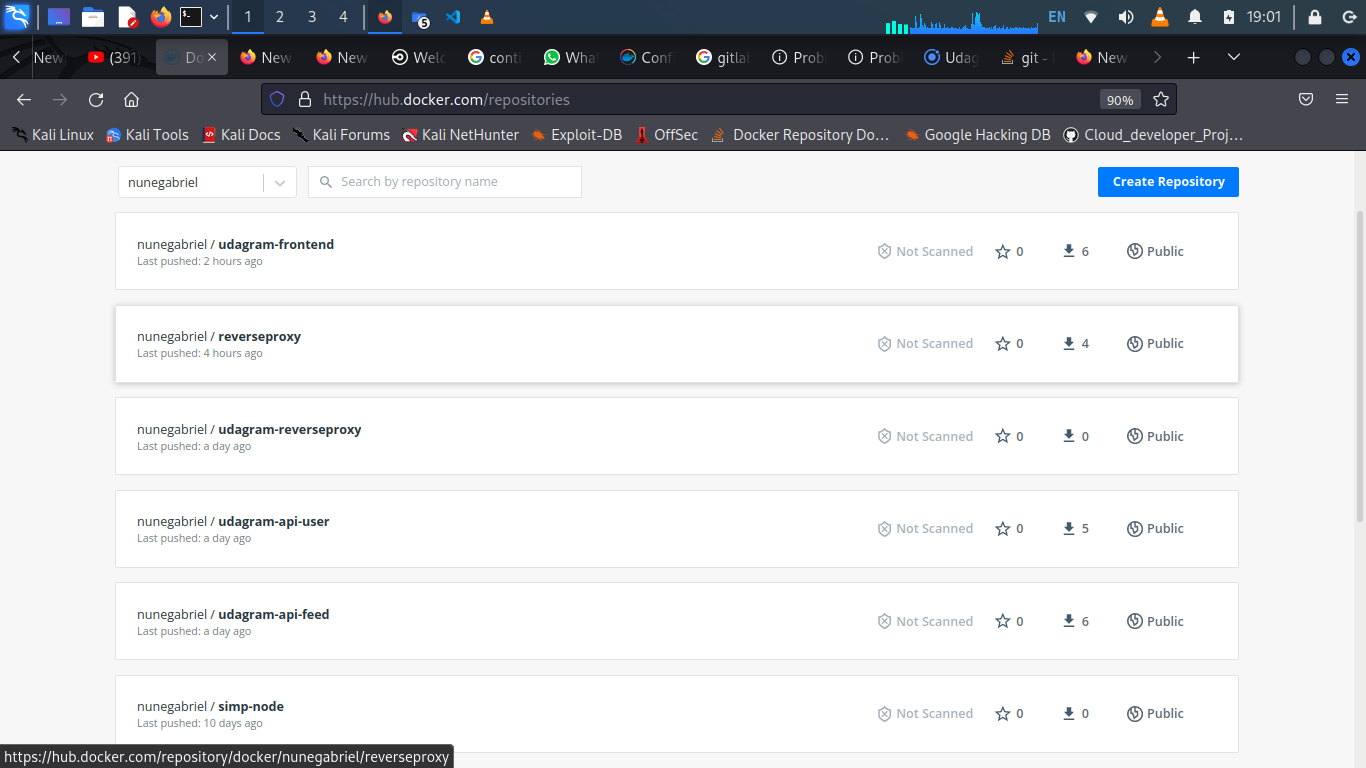 1 2 3 4 5 EN 19:01
New (391) Do New New Welc conti Wha Conf gitla Prob Prob Udag git - New
https://hub.docker.com/repositories 90%
Kali Linux Kali Tools Kali Docs Kali Forums Kali NetHunter Exploit-DB OffSec Docker Repository Do… Google Hacking DB Cloud_developer_Proj…
nunegabriel Search by repository name Create Repository
nunegabriel / udagram-frontend
Last pushed: 2 hours ago
Not Scanned 0 6 Public
nunegabriel / reverseproxy
Last pushed: 4 hours ago
Not Scanned 0 4 Public
nunegabriel / udagram-reverseproxy
Last pushed: a day ago
Not Scanned 0 0 Public
nunegabriel / udagram-api-user
Last pushed: a day ago
Not Scanned 0 5 Public
nunegabriel / udagram-api-feed
Last pushed: a day ago
Not Scanned 0 6 Public
nunegabriel / simp-node
Last pushed: 10 days ago
Not Scanned 0 0 Public
https://hub.docker.com/repository/docker/nunegabriel/reverseproxy